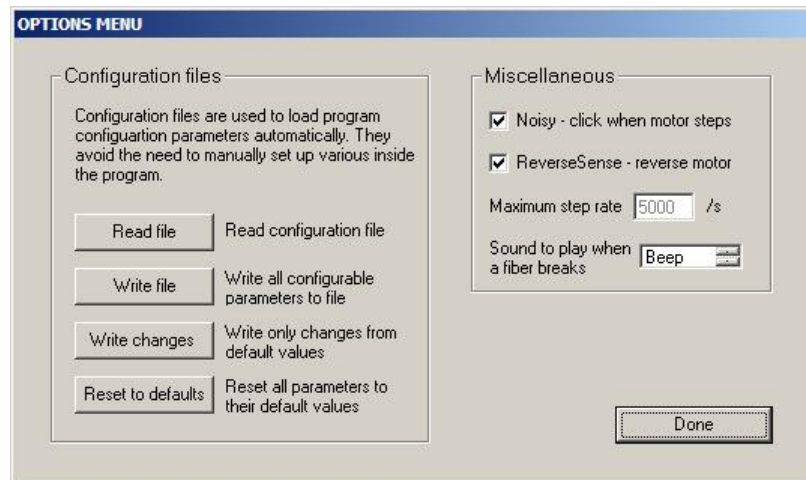 OPTIONS MENU
Configuration files
Configuration files are used to load program
configuartion parameters automatically. They
avoid the need to manually set up various inside
the program.
Read file
Read configuration file
Write file
Write all configurable
parameters to file
Write changes
Write only changes from
default values
Reset to defaults
Reset all parameters to
their default values
Miscellaneous
Noisy - click when motor steps
ReverseSense - reverse motor
Maximum step rate 5000 /s
Sound to play when
a fiber breaks
Beep
Done